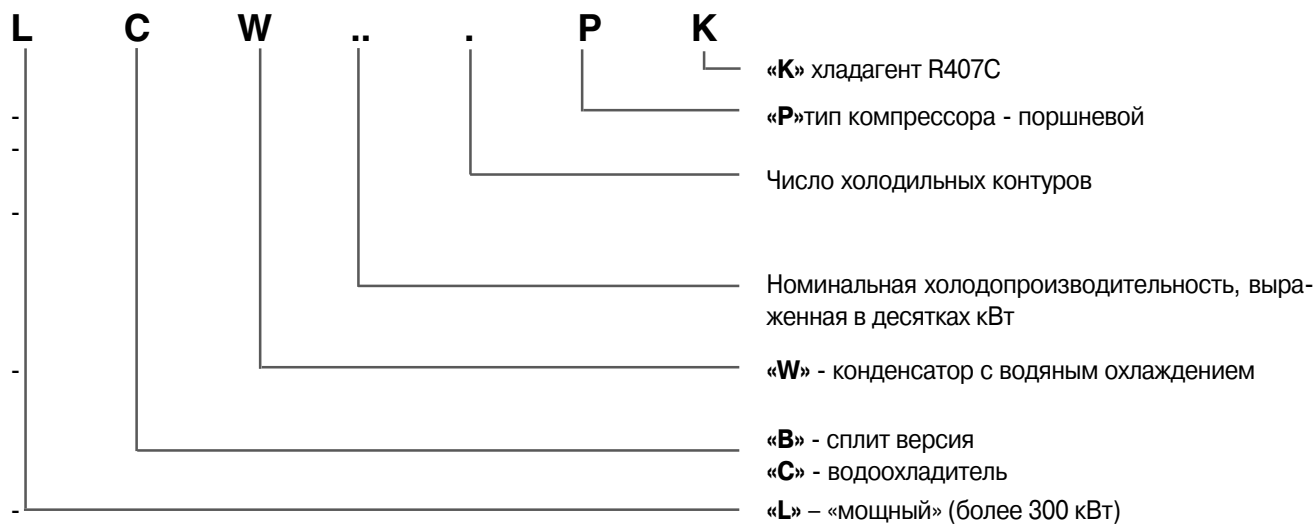 L C W .. . P K
«K» хладагент R407C
«P»тип компрессора - поршневой
-
-
Число холодильных контуров
-
Номинальная холодопроизводительность, выра-
женная в десятках кВт
- «W» - конденсатор с водяным охлаждением
«B» - сплит версия
«C» - водоохладитель
- «L» – «мощный» (более 300 кВт)